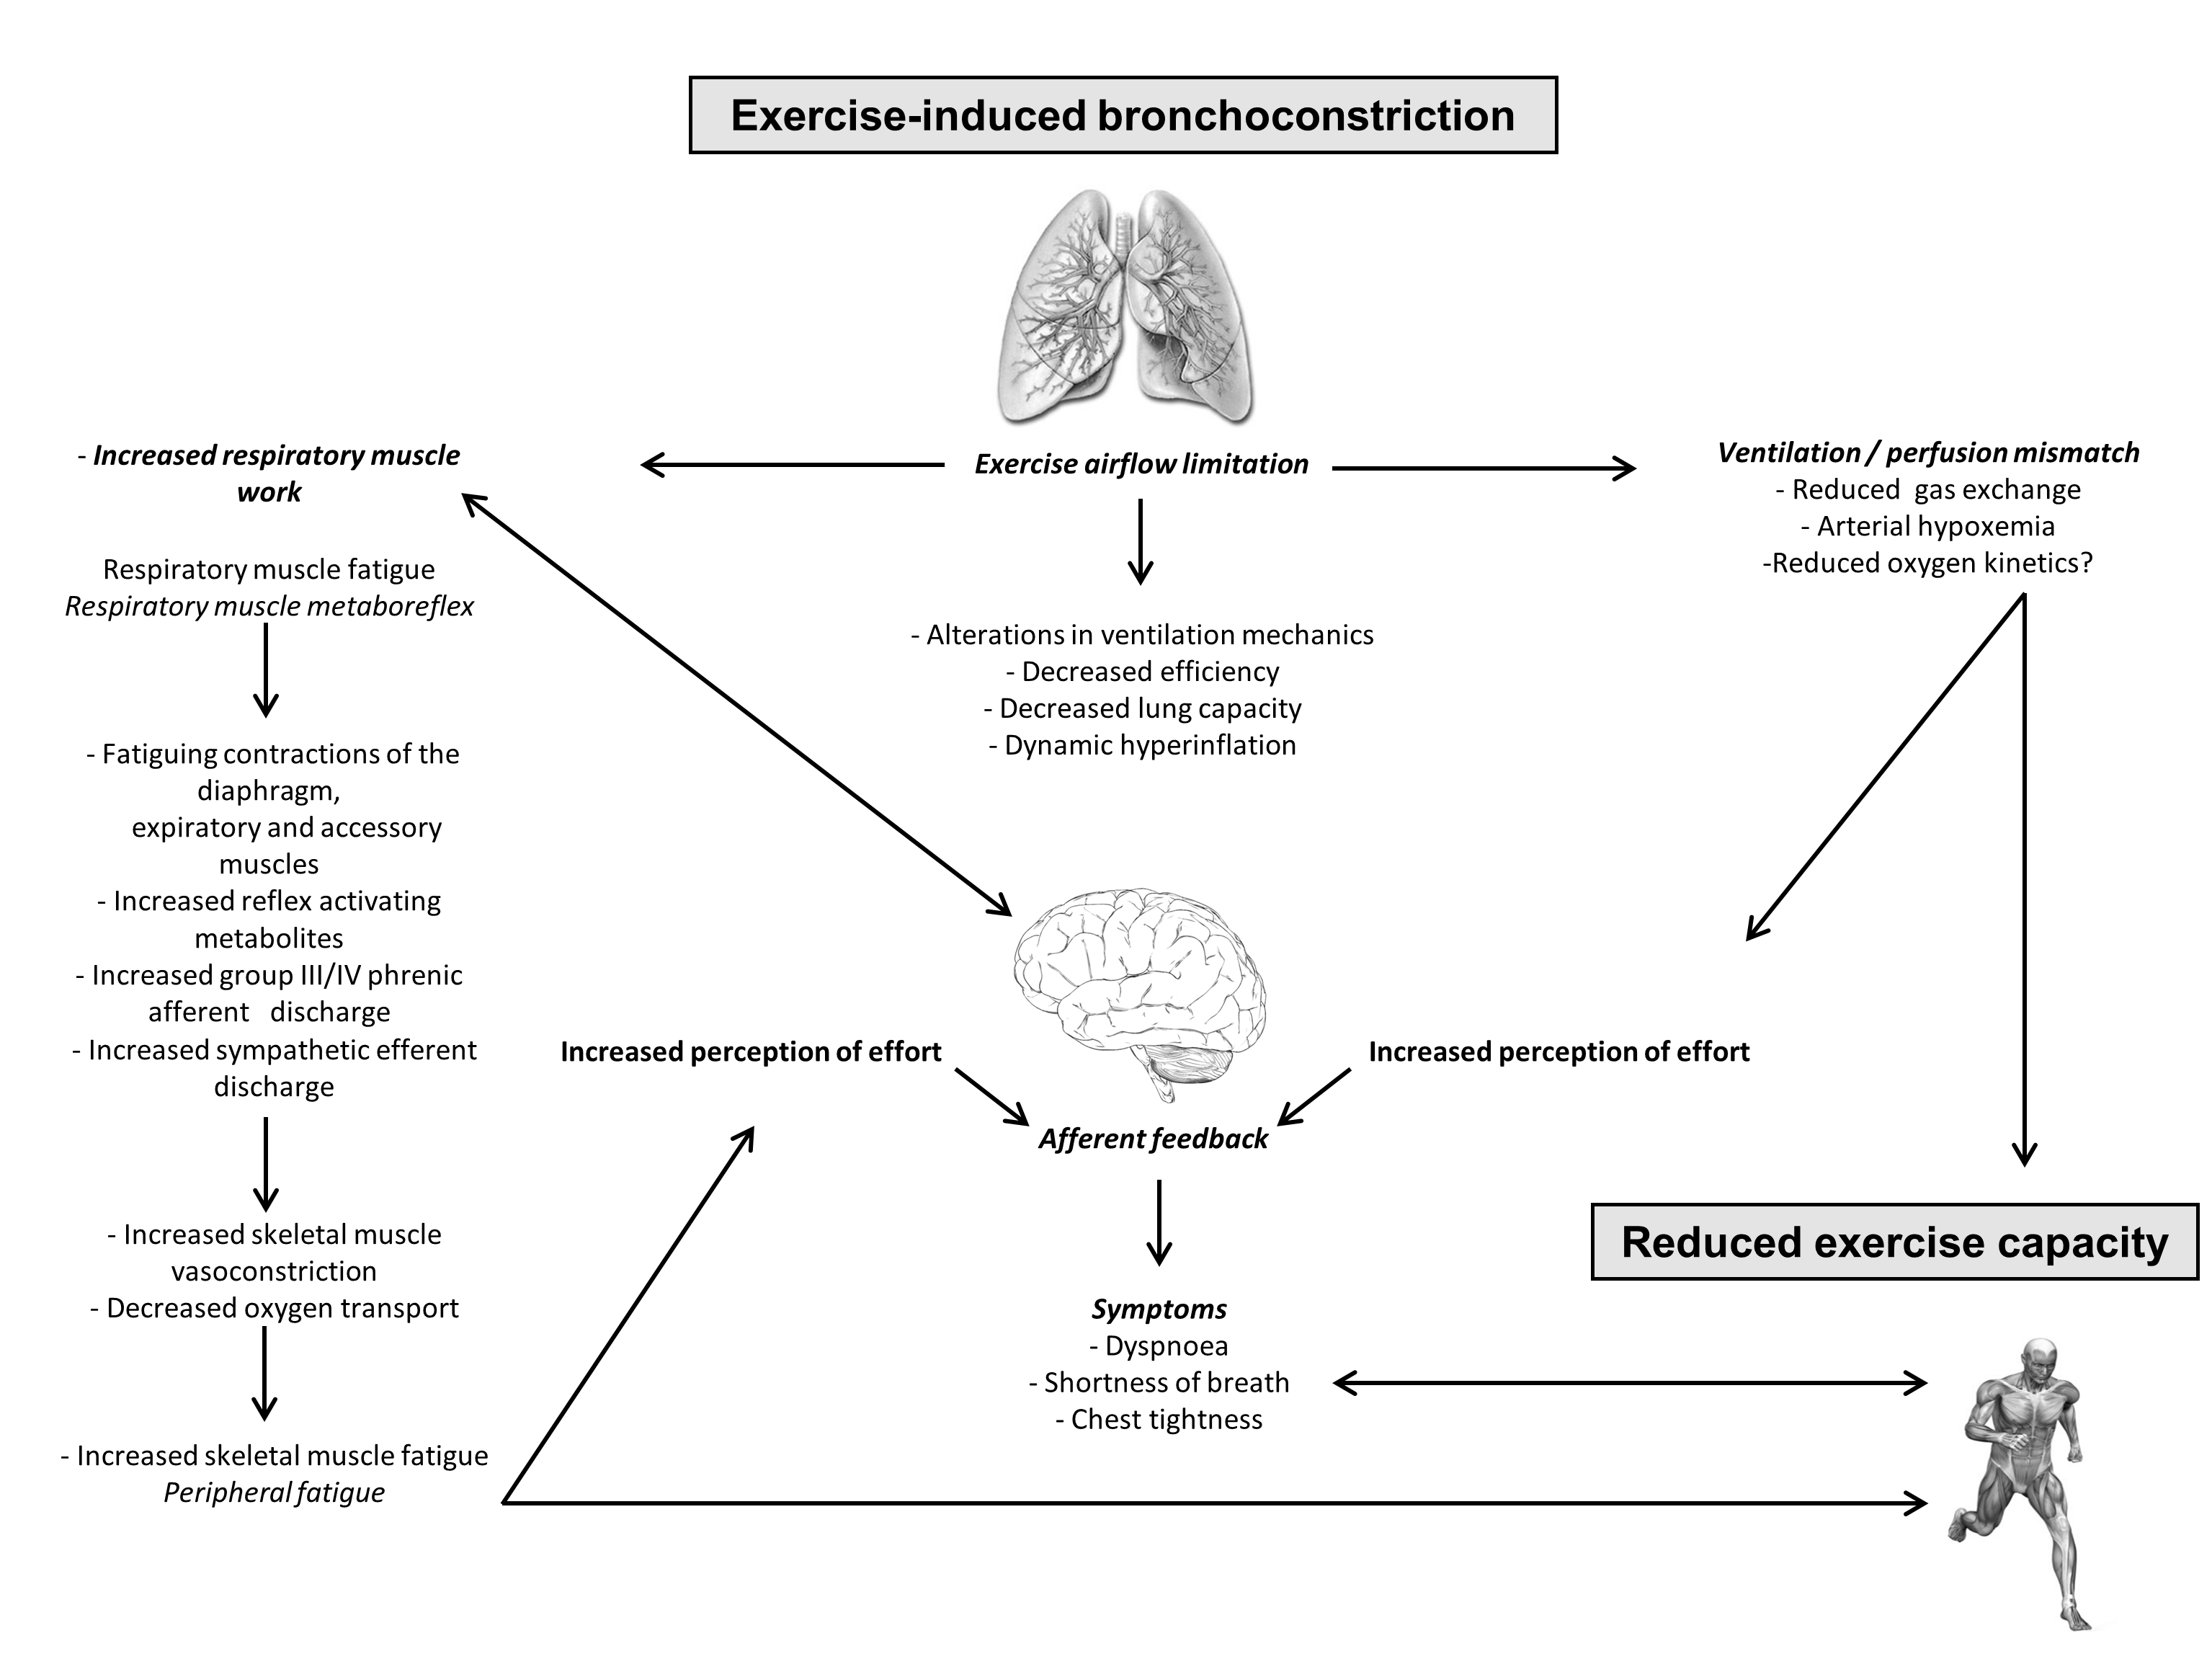 Exercise-induced bronchoconstriction
Exercise airflow limitation
- Increased respiratory muscle
work
Respiratory muscle fatigue
Respiratory muscle metaboreflex
- Fatiguing contractions of the
diaphragm,
expiratory and accessory
muscles
- Increased reflex activating
metabolites
- Increased group III/IV phrenic
afferent discharge
- Increased sympathetic efferent
discharge
- Increased skeletal muscle
vasoconstriction
- Decreased oxygen transport
- Increased skeletal muscle fatigue
Peripheral fatigue
- Alterations in ventilation mechanics
- Decreased efficiency
- Decreased lung capacity
- Dynamic hyperinflation
Ventilation / perfusion mismatch
- Reduced gas exchange
- Arterial hypoxemia
-Reduced oxygen kinetics?
Increased perception of effort
Increased perception of effort
Afferent feedback
Symptoms
- Dyspnoea
- Shortness of breath
- Chest tightness
Reduced exercise capacity